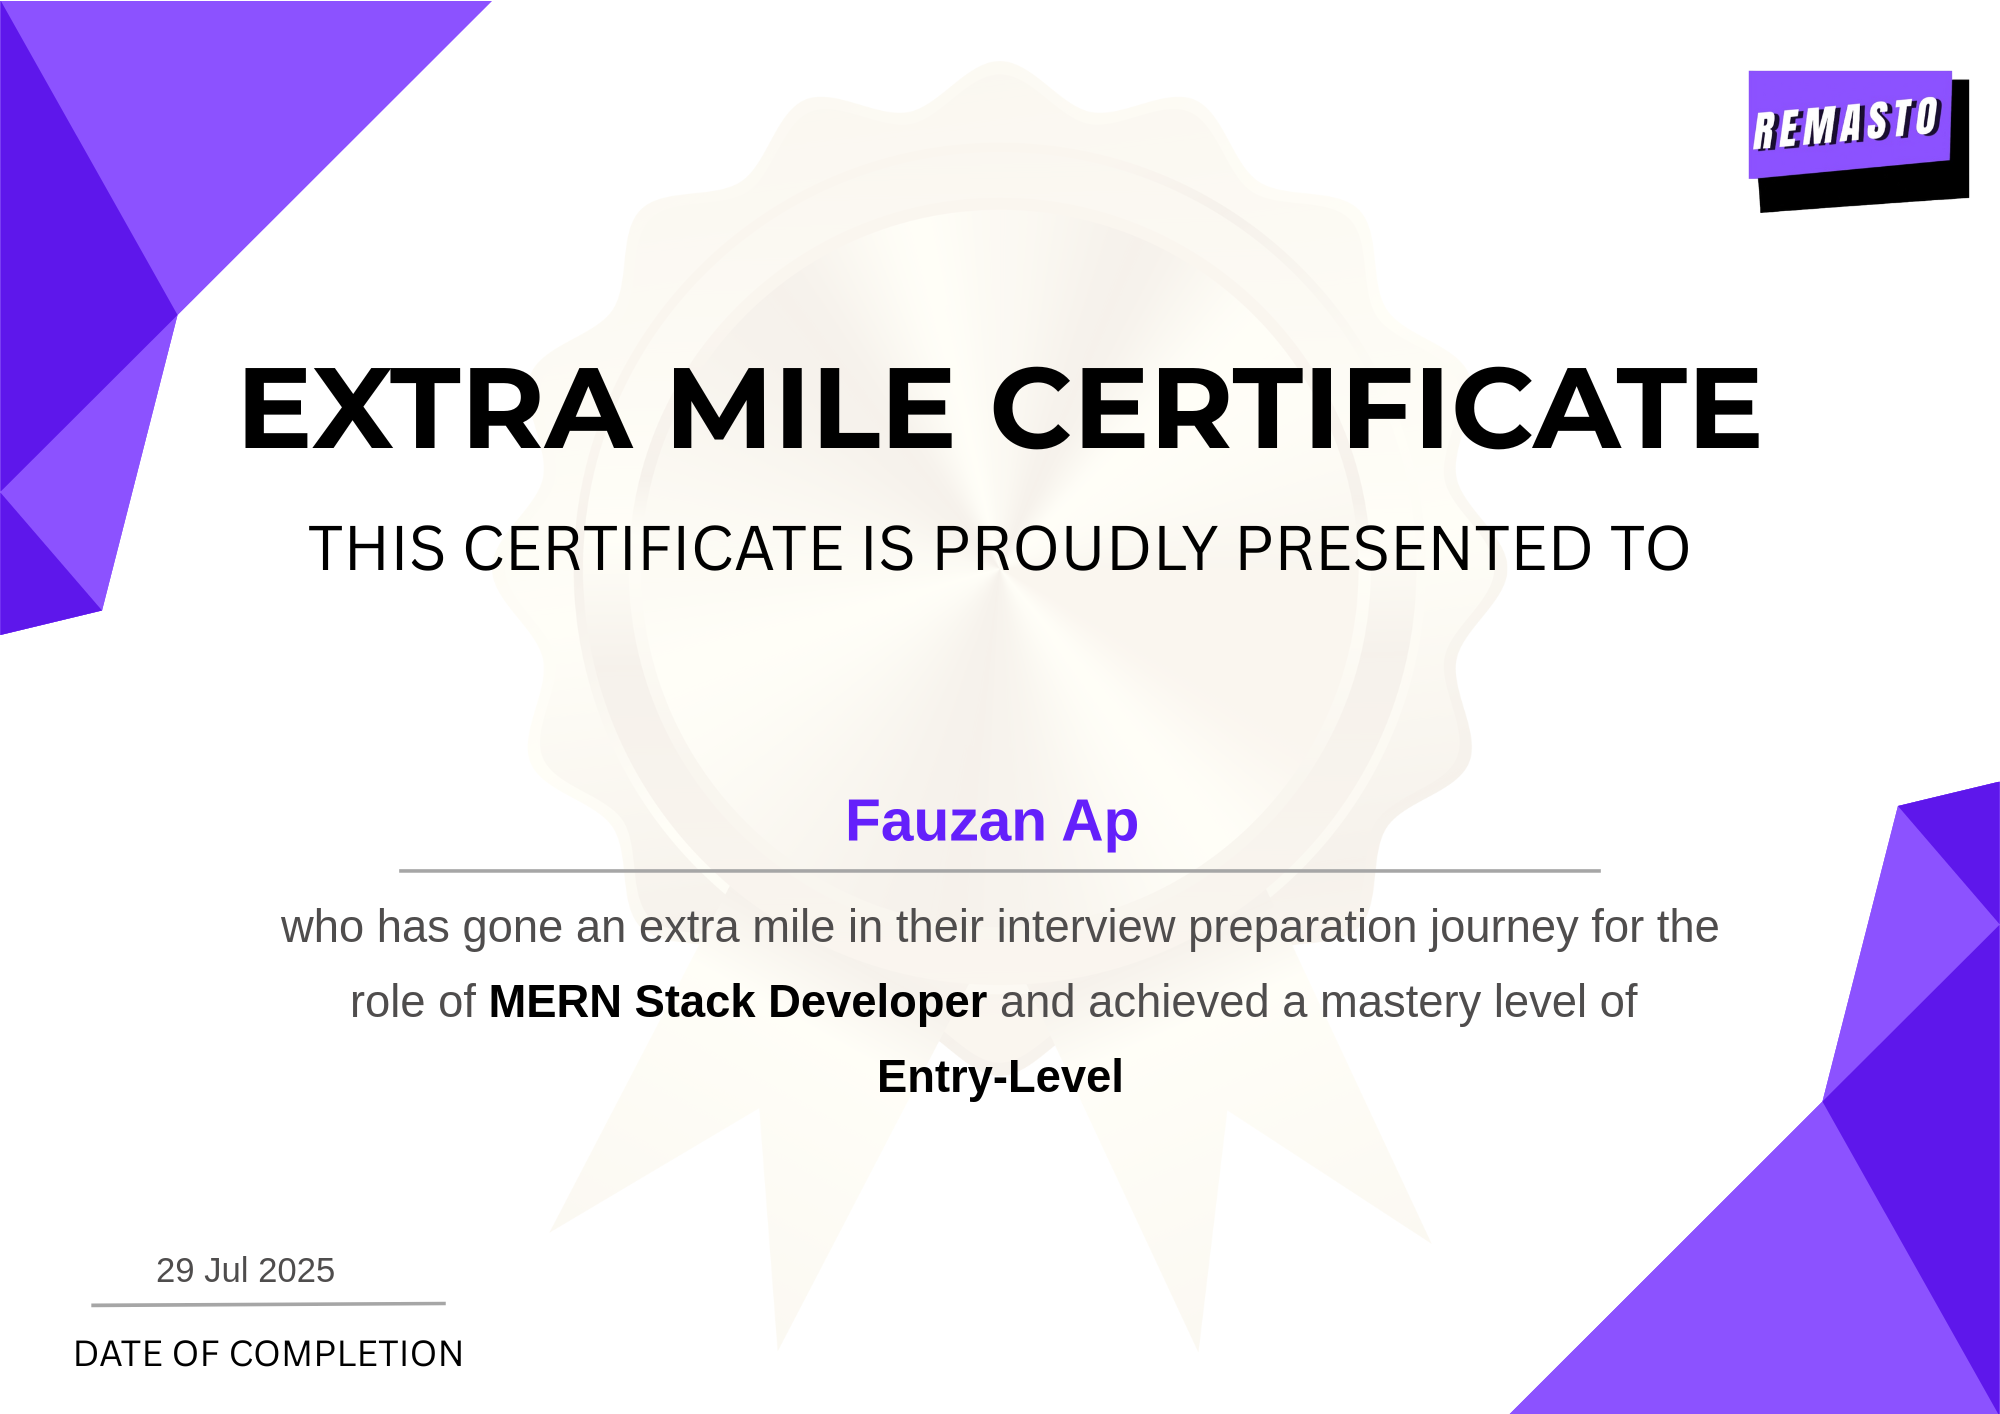 REMASTO
EXTRA MILE CERTIFICATE
THIS CERTIFICATE IS PROUDLY PRESENTED TO
Fauzan Ap
who has gone an extra mile in their interview preparation journey for the
role of MERN Stack Developer and achieved a mastery level of
Entry-Level
29 Jul 2025
DATE OF COMPLETION